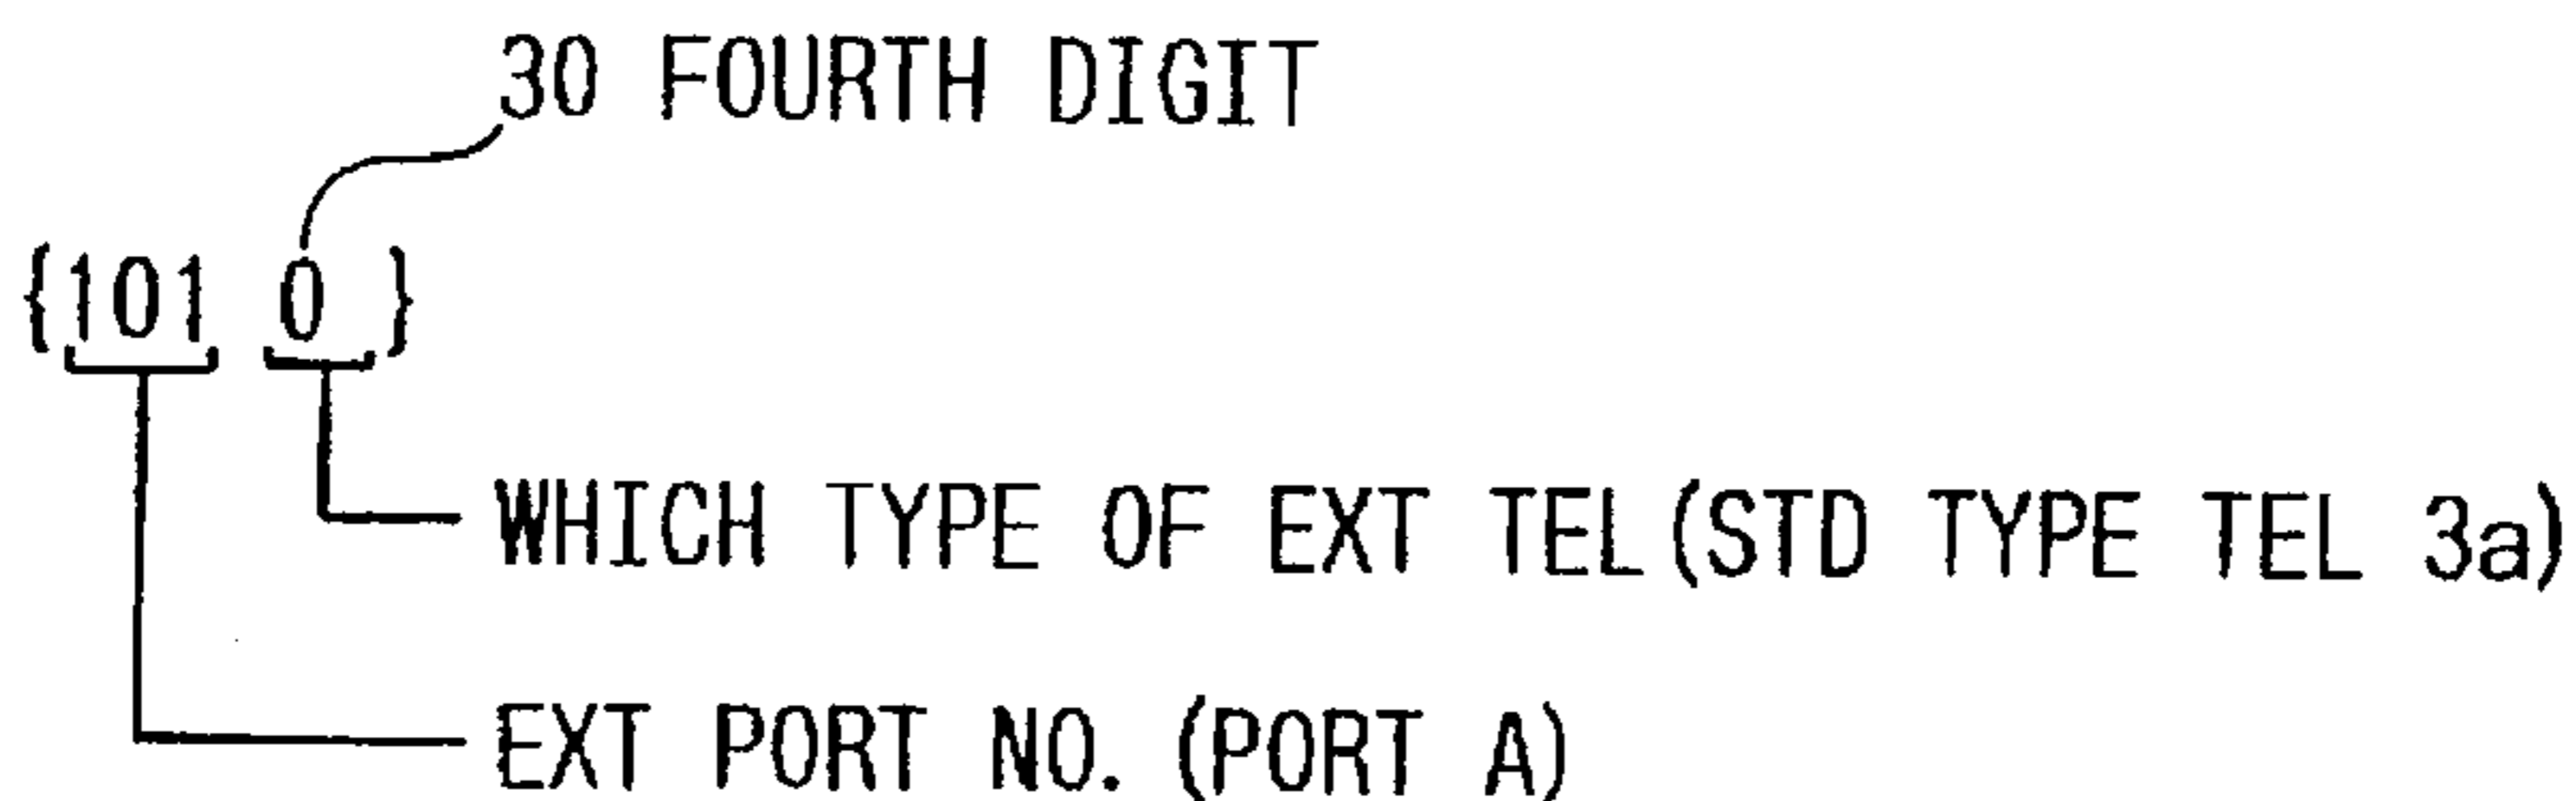 30 FOURTH DIGIT
{101 0 }
WHICH TYPE OF EXT TEL(STD TYPE TEL 3a)
EXT PORT NO. (PORT A)